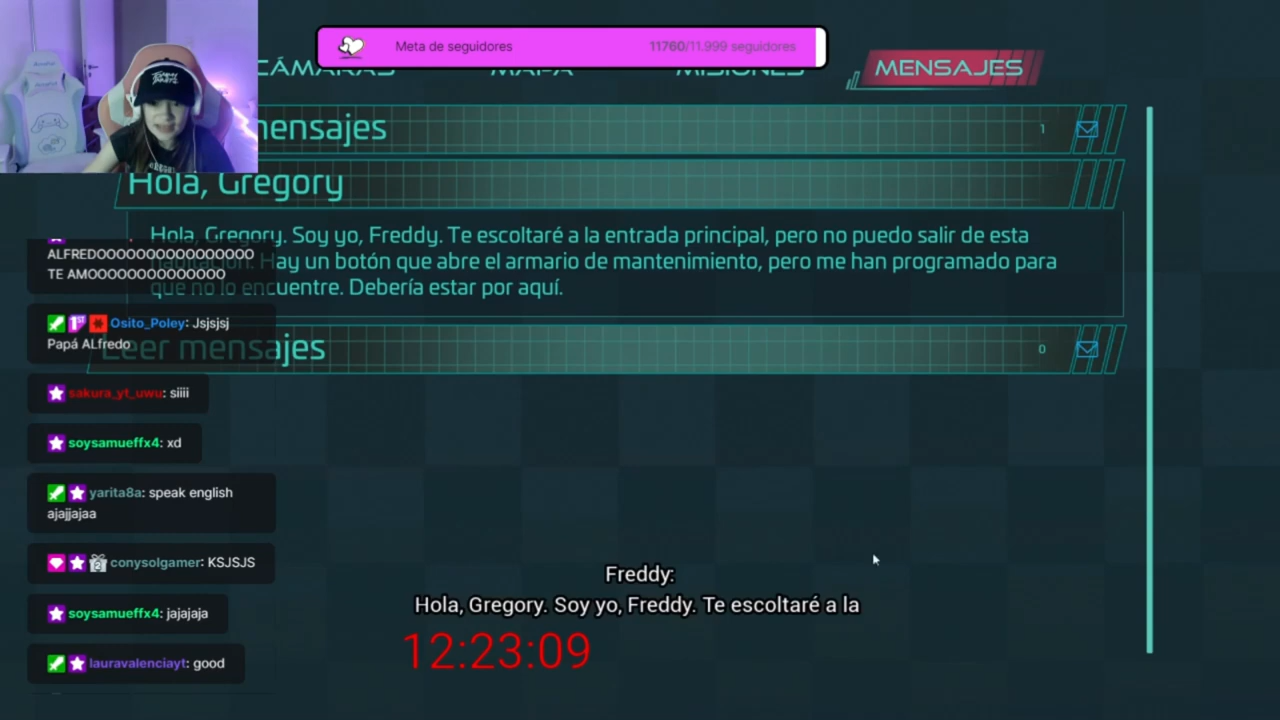 Meta de seguidores 11760/11.999 seguidores
CÁMARAS MAPA MISIONES MENSAJES
mensajes 1
Hola, Gregory
Hola, Gregory. Soy yo, Freddy. Te escoltaré a la entrada principal, pero no puedo salir de esta
habitación. Hay un botón que abre el armario de mantenimiento, pero me han programado para
que no lo encuentre. Debería estar por aquí.
Leer mensajes 0
ALFREDOOOOOOOOOOOOOOOO
TE AMOOOOOOOOOOOOOO
Osito_Poley: Jsjsjsj
Papá ALfredo
sakura_yt_uwu: siiii
soysamueffx4: xd
yarita8a: speak english
ajajjajaa
conysolgamer: KSJSJS
soysamueffx4: jajajaja
lauravalenciayt: good
Freddy:
Hola, Gregory. Soy yo, Freddy. Te escoltaré a la
12:23:09